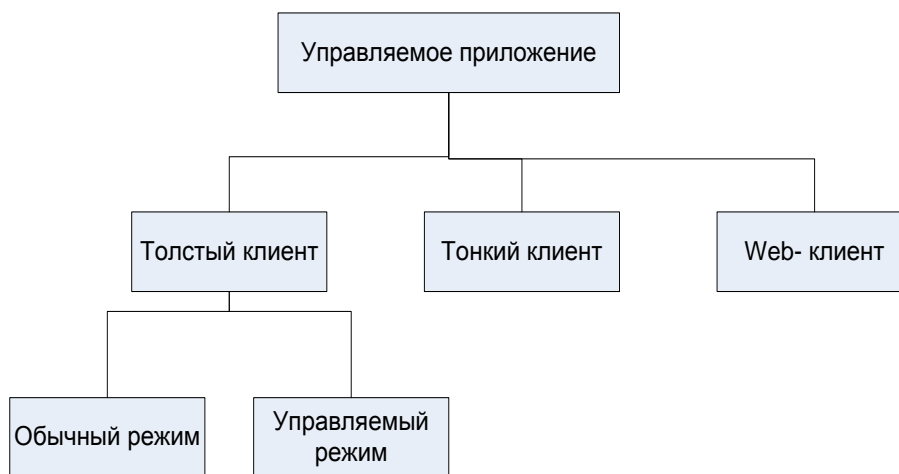 Управляемое приложение
Толстый клиент
Тонкий клиент
Web- клиент
Обычный режим
Управляемый
режим